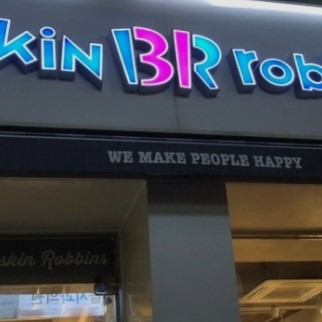 kin BR rob
WE MAKE PEOPLE HAPPY
skin Robbins